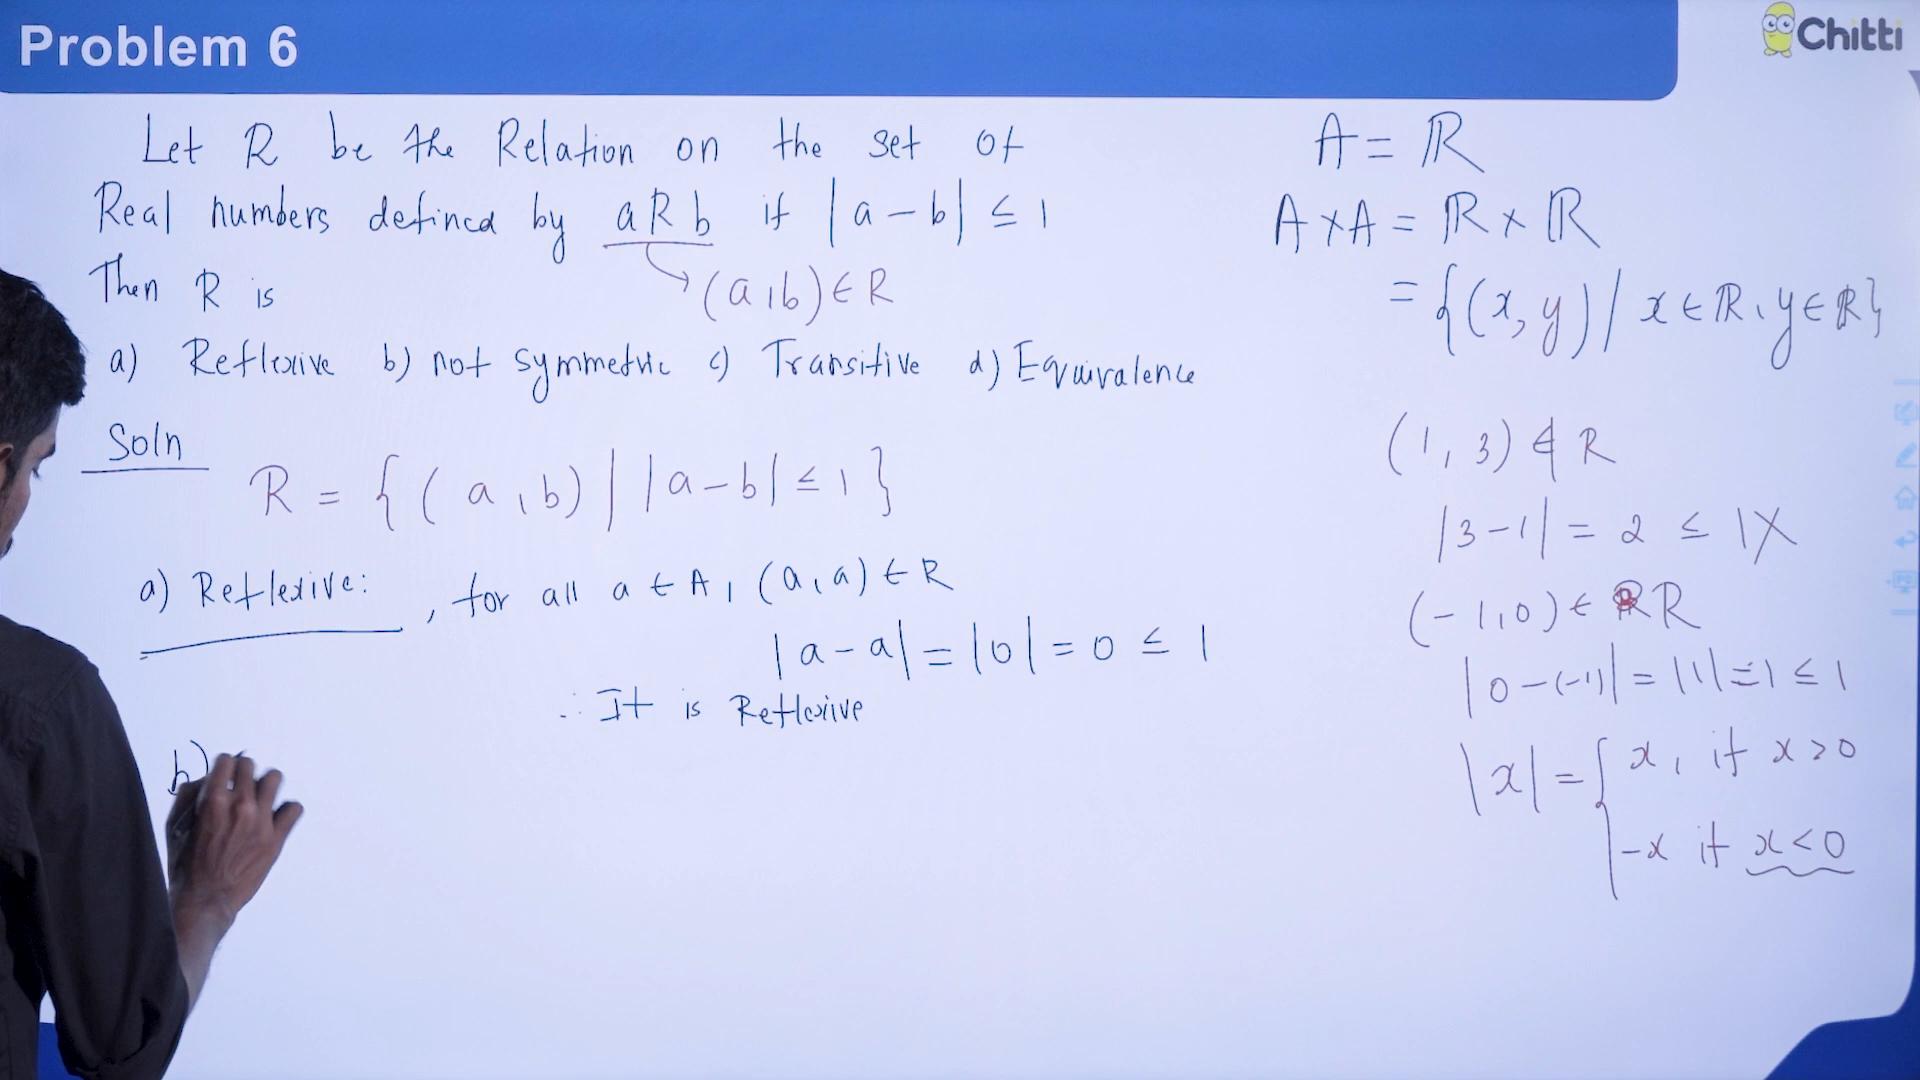 Problem 6
Chitti
Let R be the Relation on the set of
Real numbers defined by aRb if |a-b| ≤ 1
Then R is
(a,b) ∈ R
a) Reflexive b) not symmetric c) Transitive d) Equivalence
Soln
R = { (a,b) | |a-b| ≤ 1 }
a) Reflexive: , for all a ∈ A, (a,a) ∈ R
|a-a| = |0| = 0 ≤ 1
∴ It is Reflexive
b)
A = ℝ
A×A = ℝ×ℝ
= {(x,y) / x∈ℝ, y∈ℝ}
(1,3) ∉ R
|3-1| = 2 ≤ 1 X
(-1,0) ∈ R
|0-(-1)| = |1| = 1 ≤ 1
|x| = { x, if x>0
-x if x<0